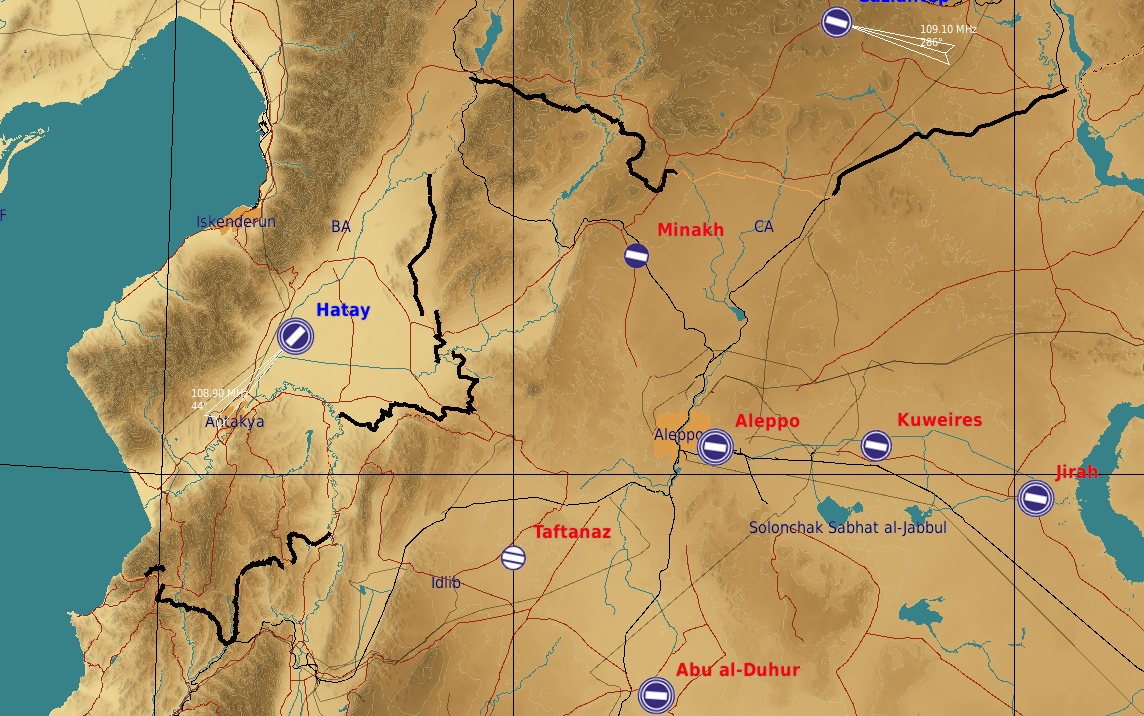 Gaziantep
109.10 MHz
286°
F
Iskenderun
BA
Minakh
CA
Hatay
108.90 MHz
44°
Antakya
Aleppo
Aleppo
Kuweires
Jirah
Solonchak Sabhat al-Jabbul
Taftanaz
Idlib
Abu al-Duhur